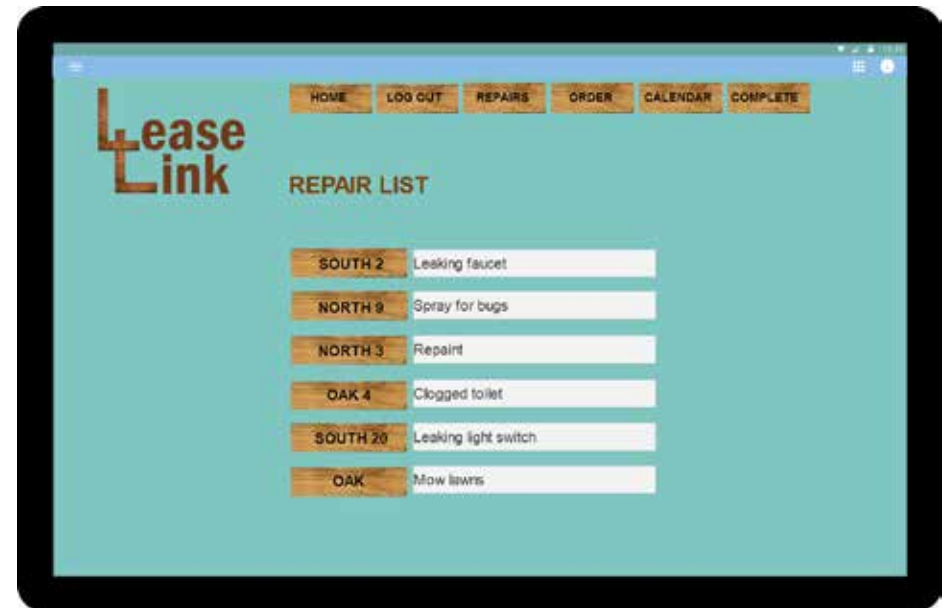 HOME LOG OUT REPAIRS ORDER CALENDAR COMPLETE
Lease
Link
REPAIR LIST
SOUTH 2 Leaking faucet
NORTH 9 Spray for bugs
NORTH 3 Repaint
OAK 4 Clogged toilet
SOUTH 20 Leaking light switch
OAK Mow lawns